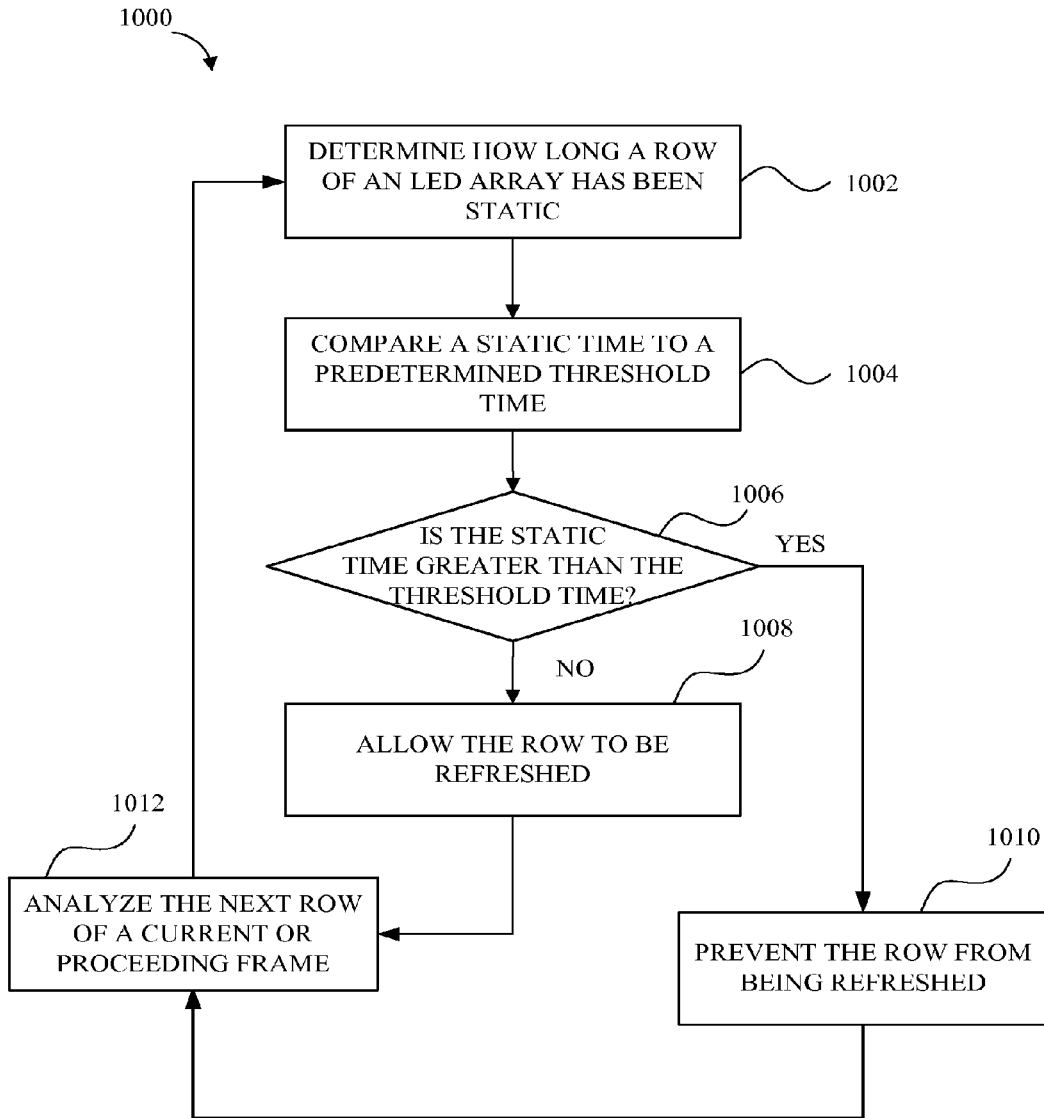 1000
DETERMINE HOW LONG A ROW
OF AN LED ARRAY HAS BEEN
STATIC
1002
COMPARE A STATIC TIME TO A
PREDETERMINED THRESHOLD
TIME
1004
1006
IS THE STATIC
TIME GREATER THAN THE
THRESHOLD TIME?
YES
NO
1008
ALLOW THE ROW TO BE
REFRESHED
1012
ANALYZE THE NEXT ROW
OF A CURRENT OR
PROCEEDING FRAME
1010
PREVENT THE ROW FROM
BEING REFRESHED